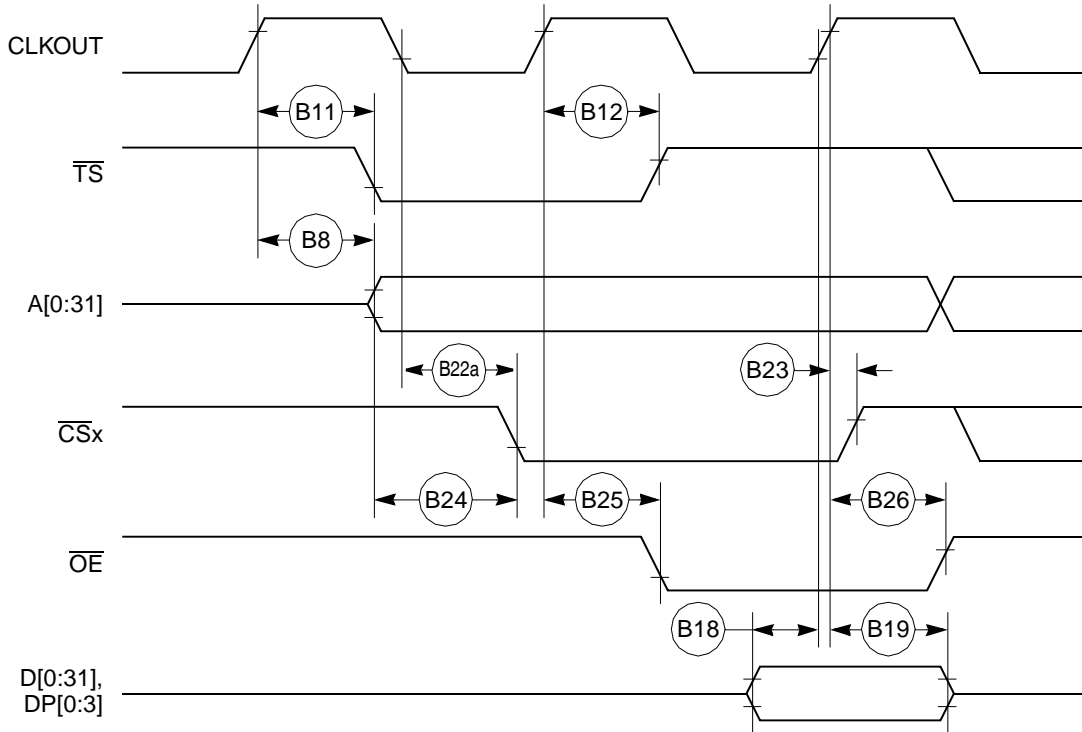 CLKOUT
B11
B12
TS
B8
A[0:31]
B22a
B23
CSx
B24
B25
B26
OE
B18
B19
D[0:31],
DP[0:3]